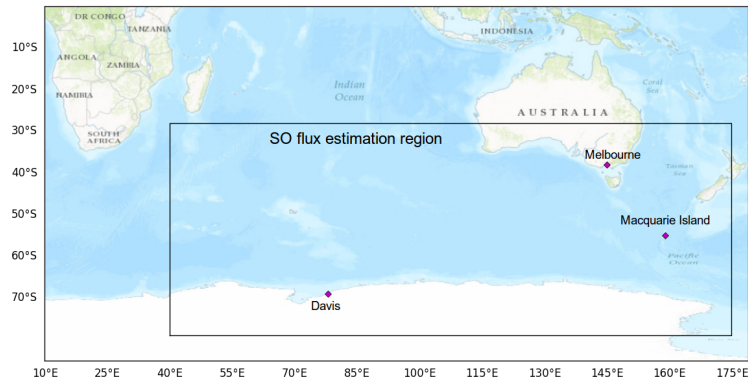 DR CONGO
TANZANIA
INDONESIA
10°S
ANGOLA
ZAMBIA
20°S
Indian
Ocean
Coral
Sea
NAMIBIA
AUSTRALIA
30°S
SOUTH
AFRICA
SO flux estimation region
Melbourne
40°S
Tasman
Sea
50°S
Macquarie Island
60°S
Pacific
Ocean
70°S
Davis
10°E 25°E 40°E 55°E 70°E 85°E 100°E 115°E 130°E 145°E 160°E 175°E